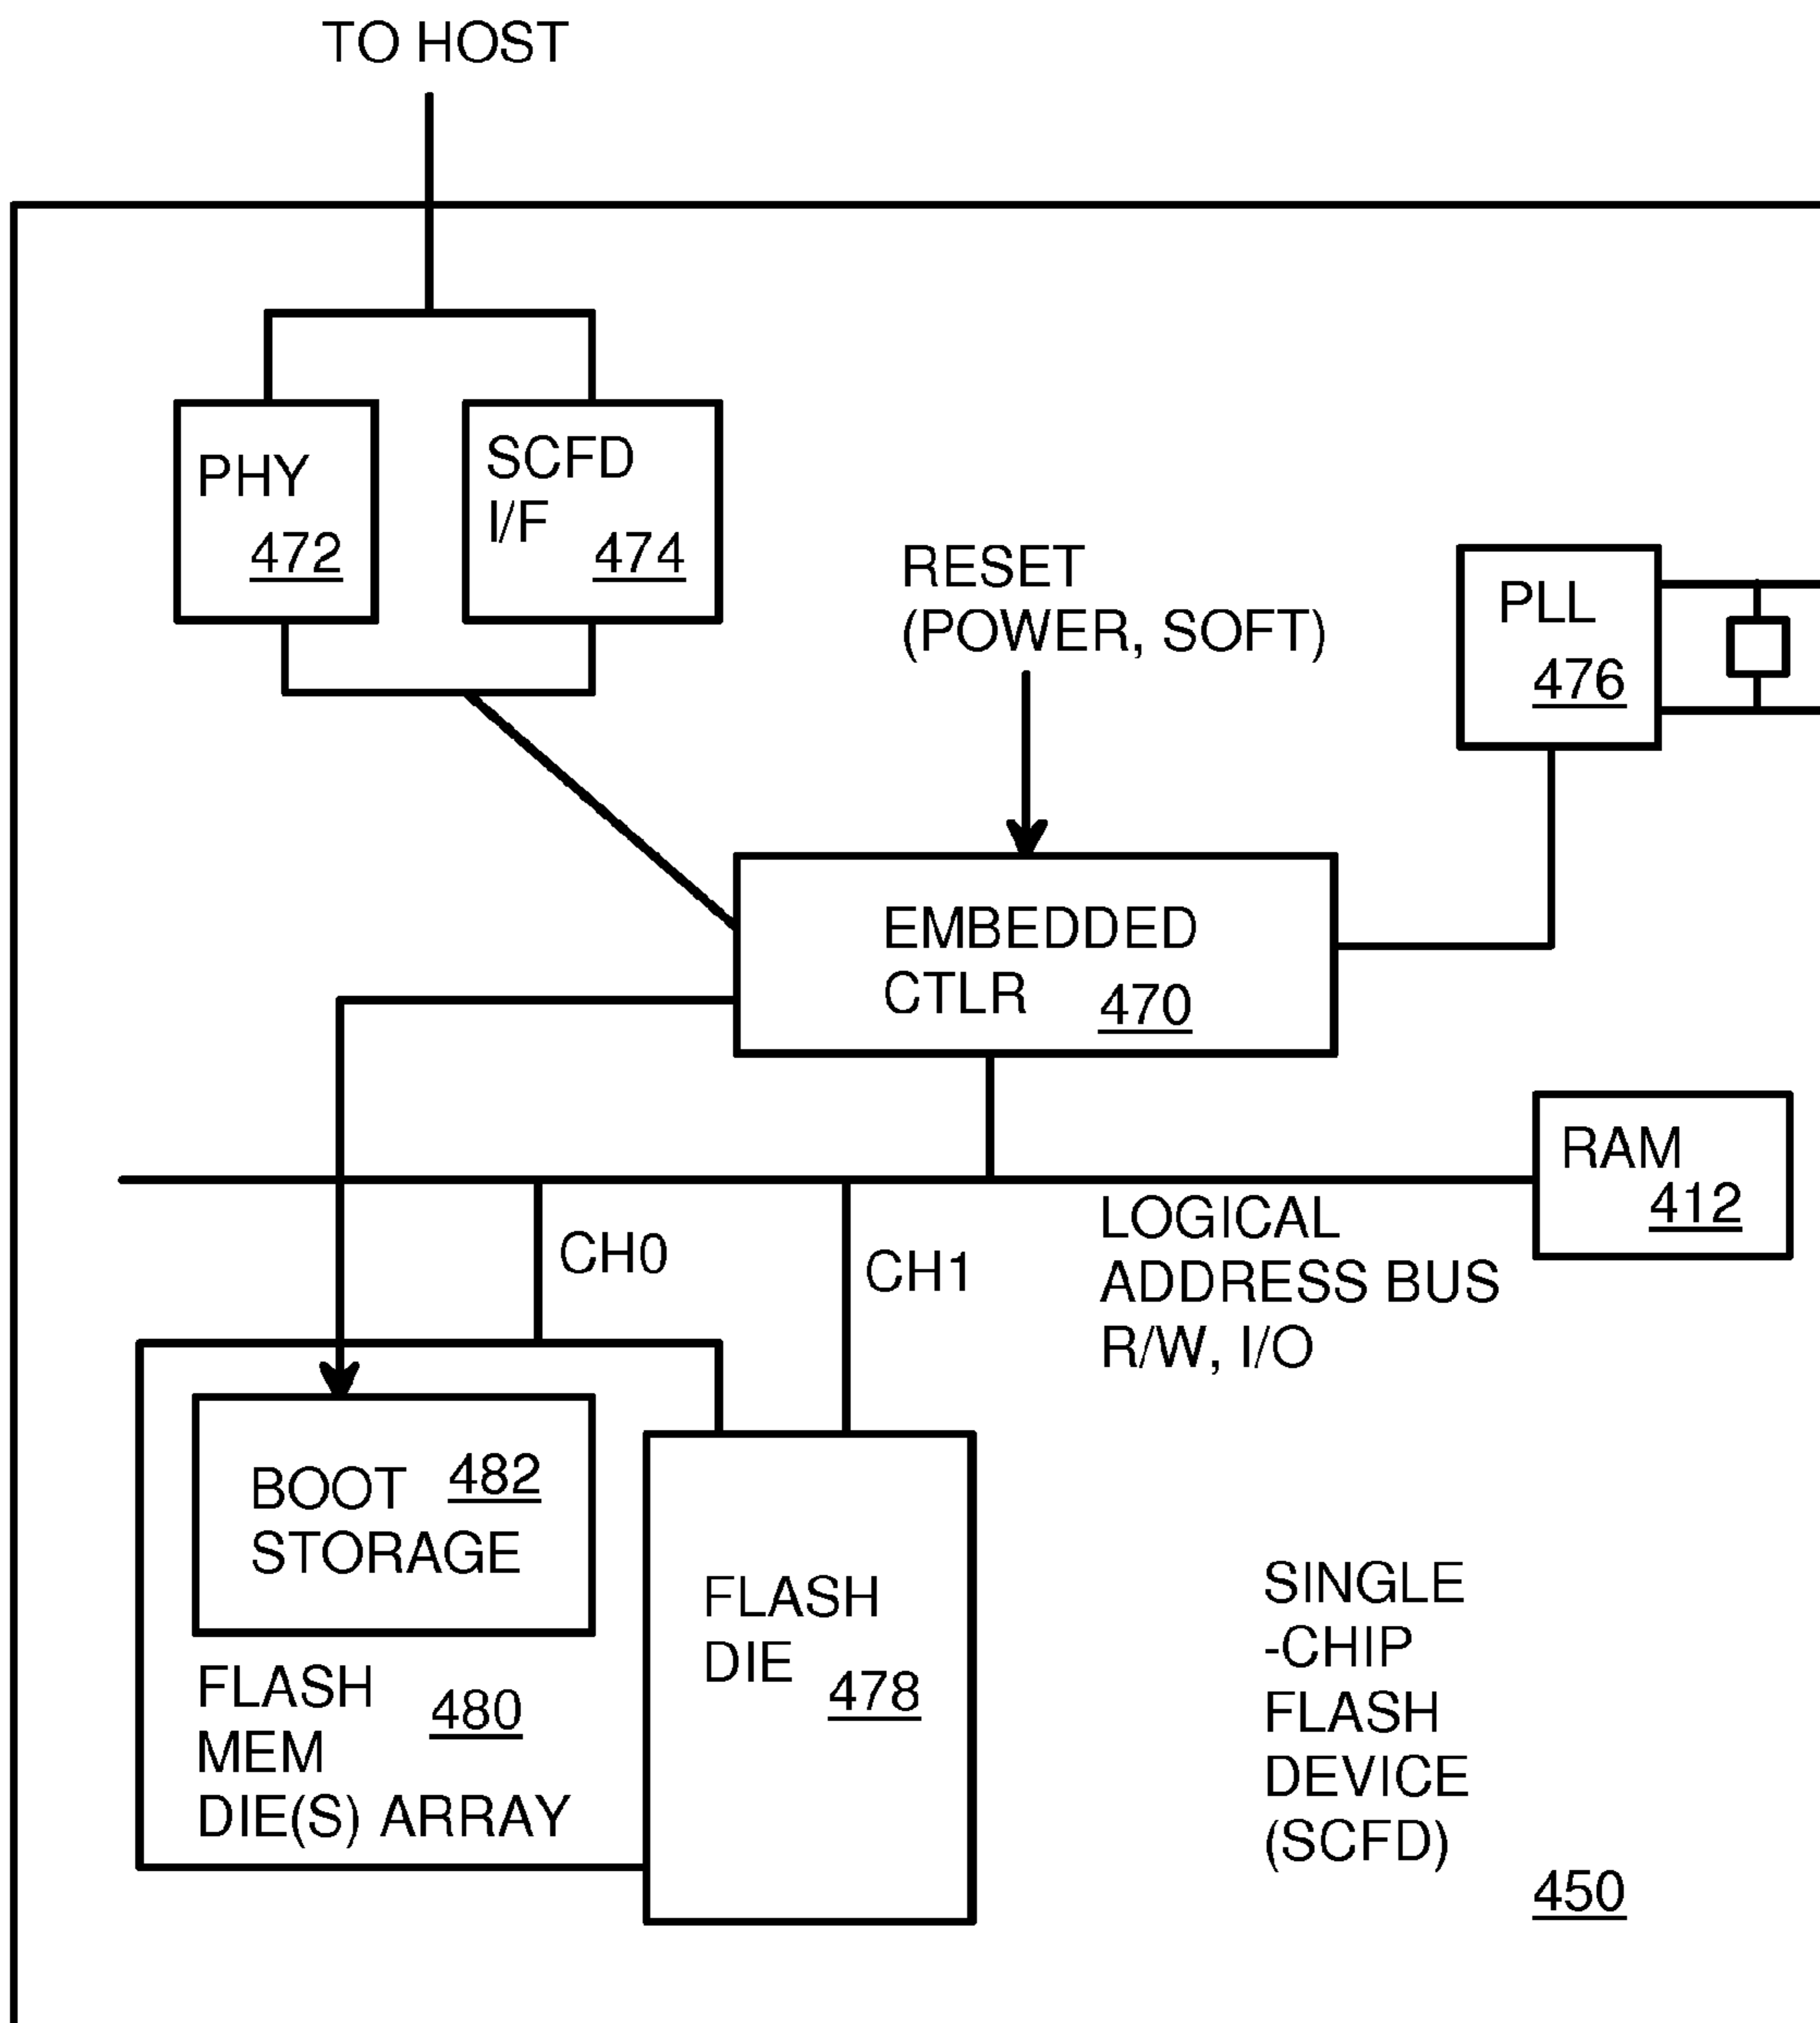 TO HOST
PHY
472
SCFD
I/F
474
RESET
(POWER, SOFT)
PLL
476
EMBEDDED
CTLR 470
RAM
412
CH0
CH1
LOGICAL
ADDRESS BUS
R/W, I/O
BOOT 482
STORAGE
FLASH
MEM 480
DIE(S) ARRAY
FLASH
DIE
478
SINGLE
-CHIP
FLASH
DEVICE
(SCFD)
450